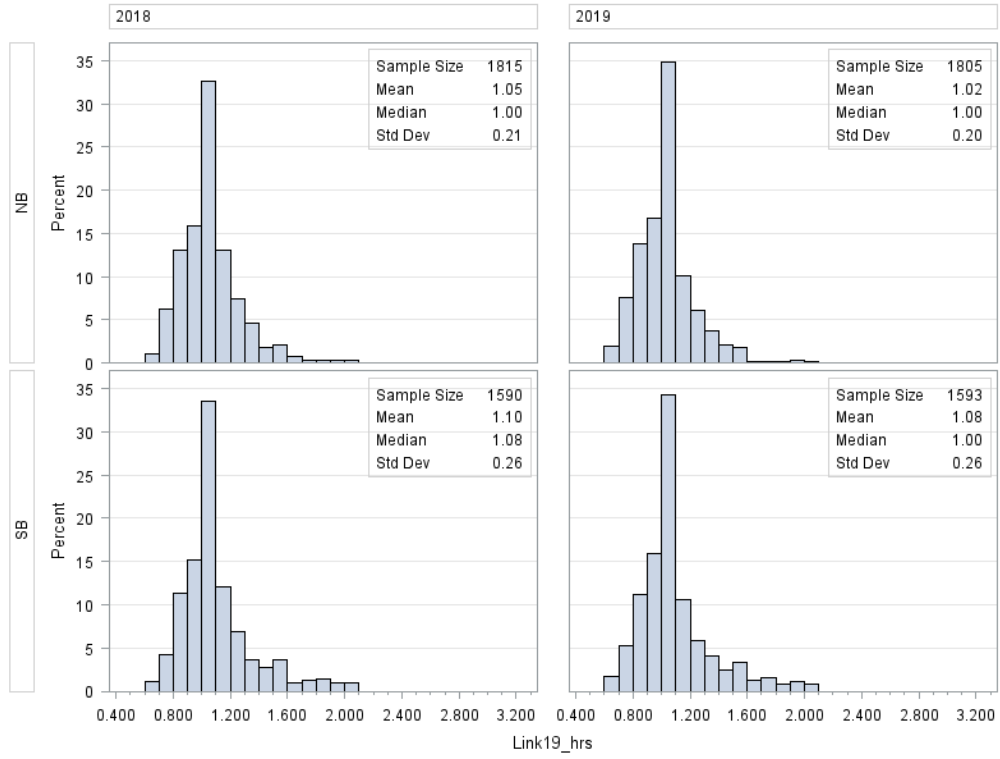 2018
2019
NB
Percent
35
30
25
20
15
10
5
0
Sample Size 1815
Mean 1.05
Median 1.00
Std Dev 0.21
Sample Size 1805
Mean 1.02
Median 1.00
Std Dev 0.20
SB
Percent
35
30
25
20
15
10
5
0
Sample Size 1590
Mean 1.10
Median 1.08
Std Dev 0.26
Sample Size 1593
Mean 1.08
Median 1.00
Std Dev 0.26
0.400 0.800 1.200 1.600 2.000 2.400 2.800 3.200
0.400 0.800 1.200 1.600 2.000 2.400 2.800 3.200
Link19_hrs